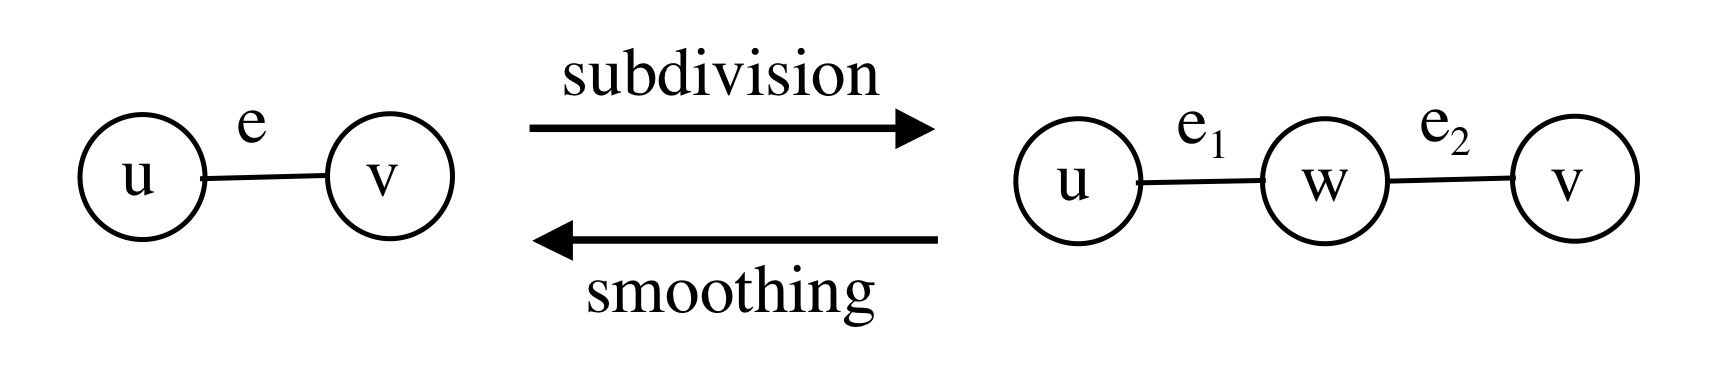 subdivision
e
u
v
e₁
e₂
u
w
v
smoothing